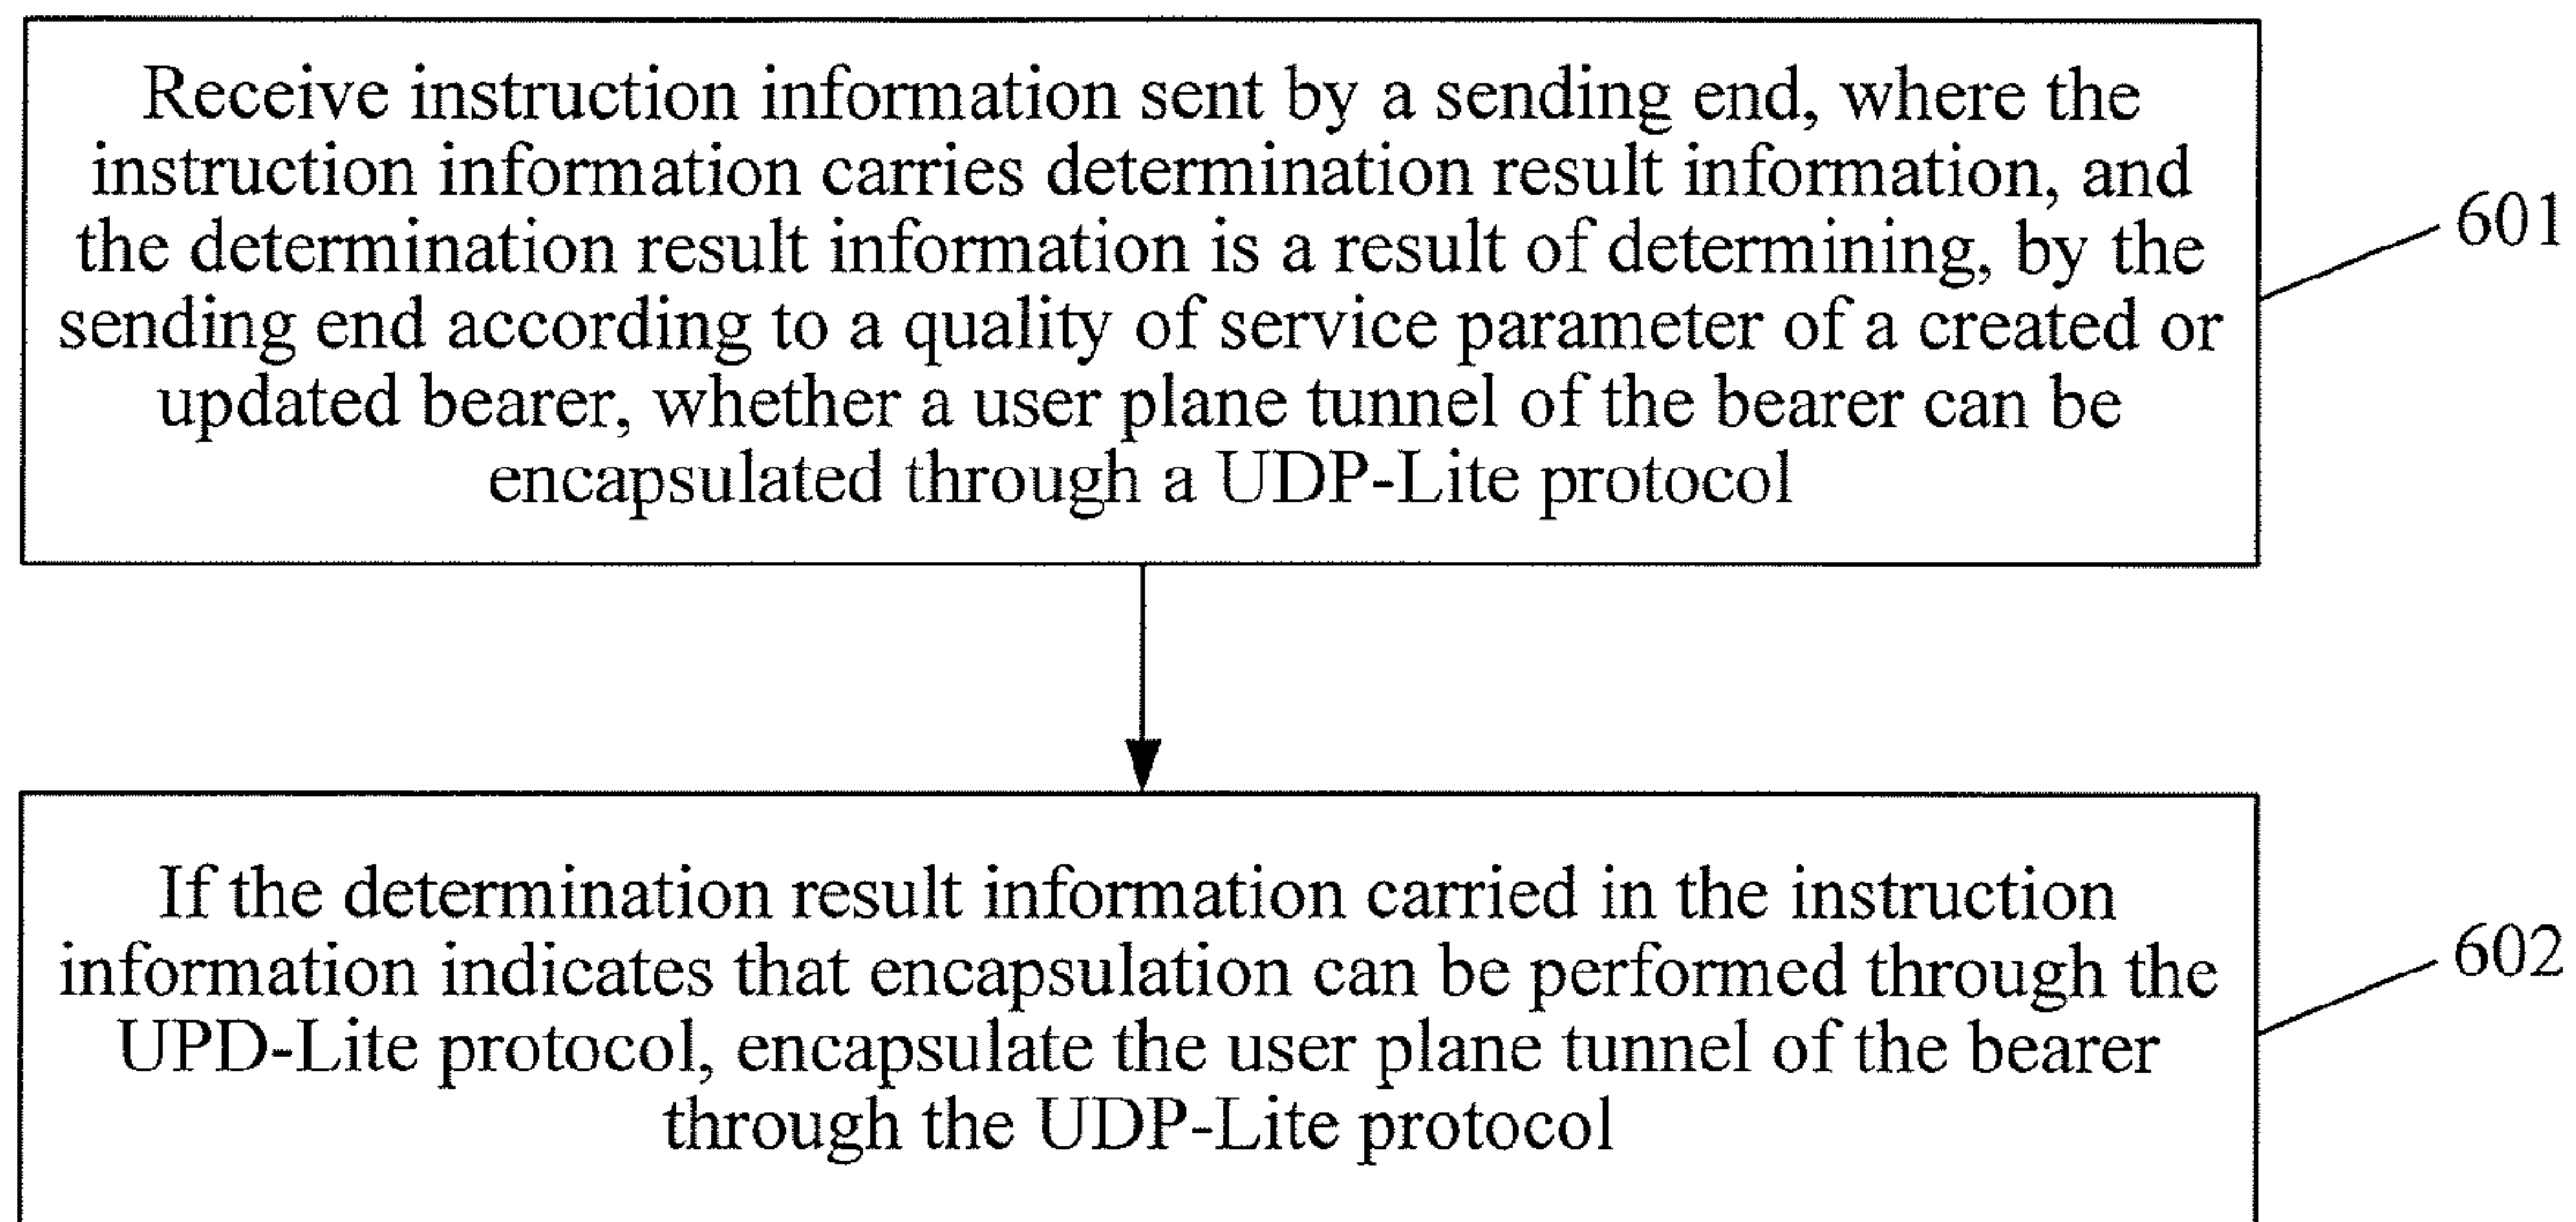 Receive instruction information sent by a sending end, where the
instruction information carries determination result information, and
the determination result information is a result of determining, by the
sending end according to a quality of service parameter of a created or
updated bearer, whether a user plane tunnel of the bearer can be
encapsulated through a UDP-Lite protocol
601
If the determination result information carried in the instruction
information indicates that encapsulation can be performed through the
UPD-Lite protocol, encapsulate the user plane tunnel of the bearer
through the UDP-Lite protocol
602